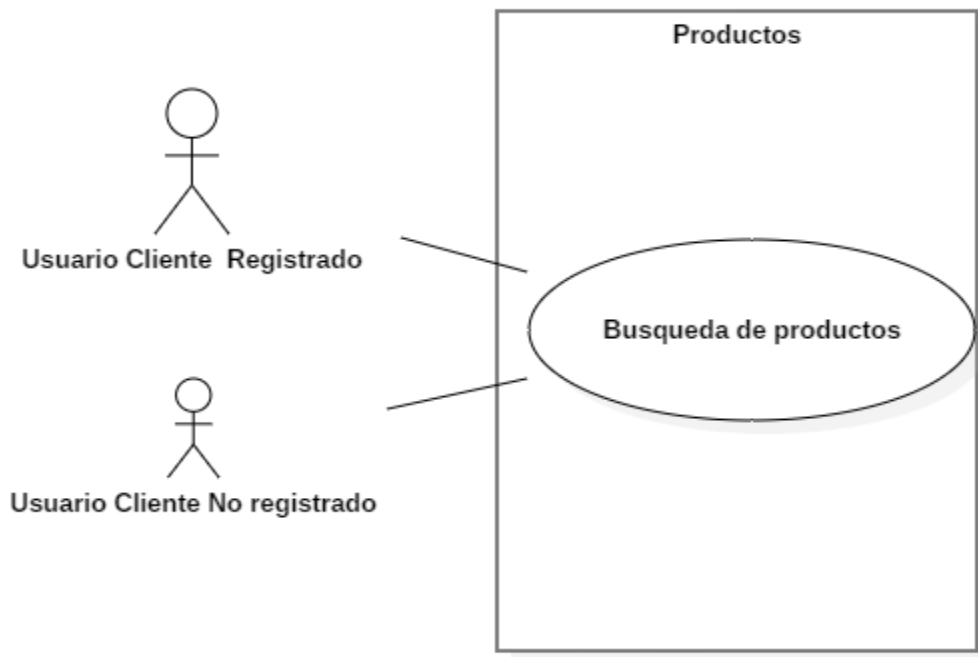 Productos
Usuario Cliente  Registrado
Busqueda de productos
Usuario Cliente No registrado